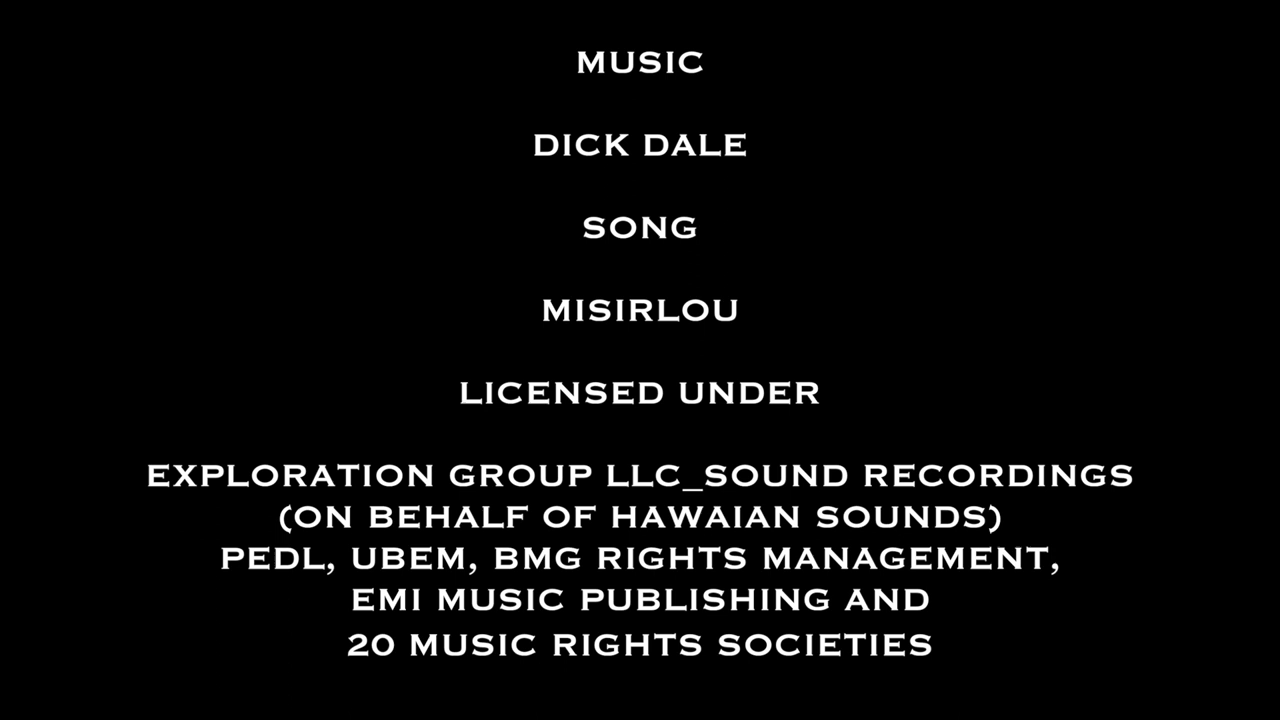 MUSIC
DICK DALE
SONG
MISIRLOU
LICENSED UNDER
EXPLORATION GROUP LLC_SOUND RECORDINGS
(ON BEHALF OF HAWAIAN SOUNDS)
PEDL, UBEM, BMG RIGHTS MANAGEMENT,
EMI MUSIC PUBLISHING AND
20 MUSIC RIGHTS SOCIETIES